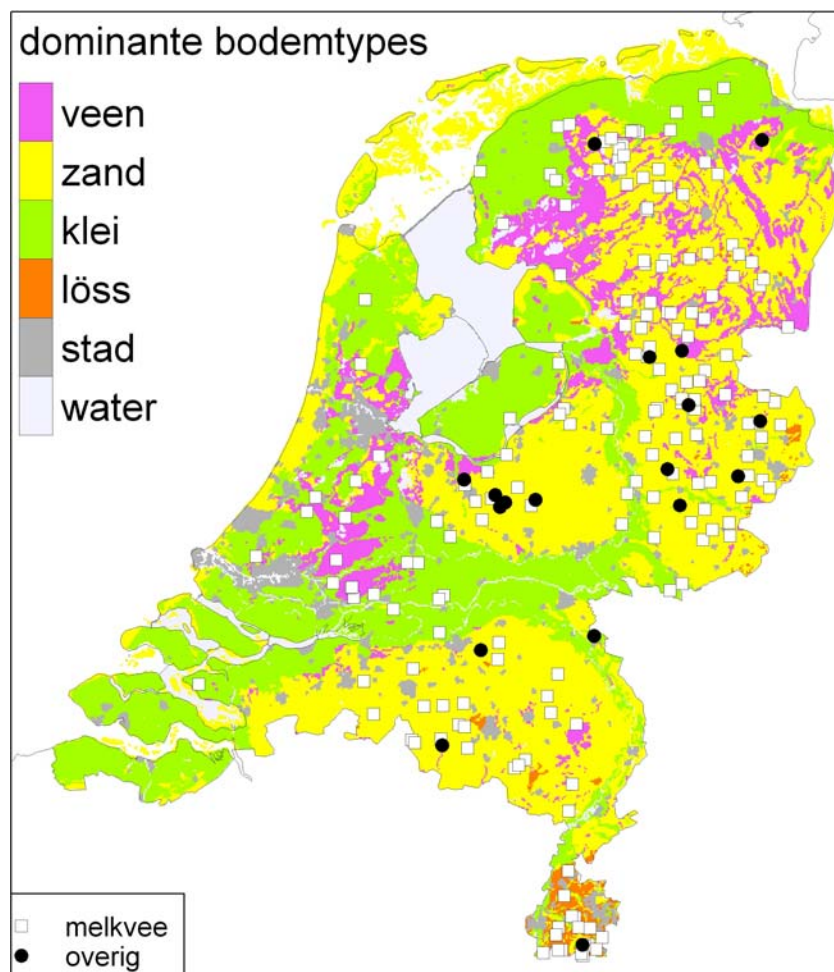 dominante bodemtypes
veen
zand
klei
löss
stad
water
melkvee
overig